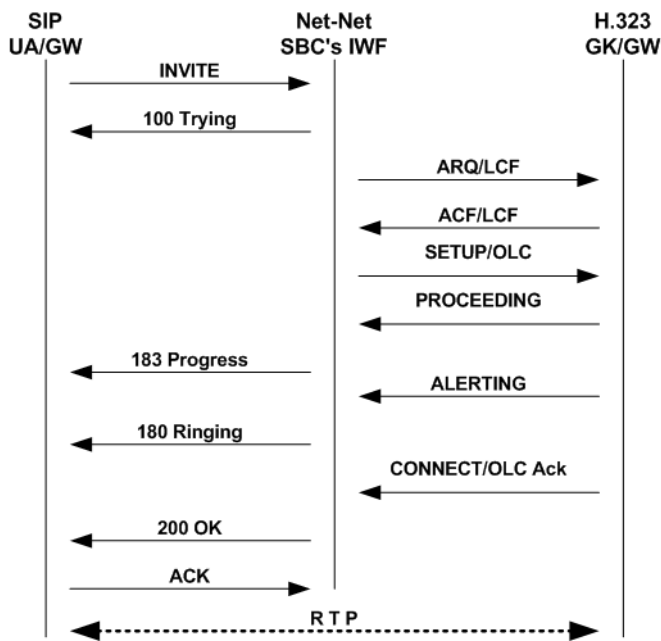 SIP
UA/GW
Net-Net
SBC's IWF
H.323
GK/GW
INVITE
100 Trying
ARQ/LCF
ACF/LCF
SETUP/OLC
PROCEEDING
183 Progress
ALERTING
180 Ringing
CONNECT/OLC Ack
200 OK
ACK
R T P